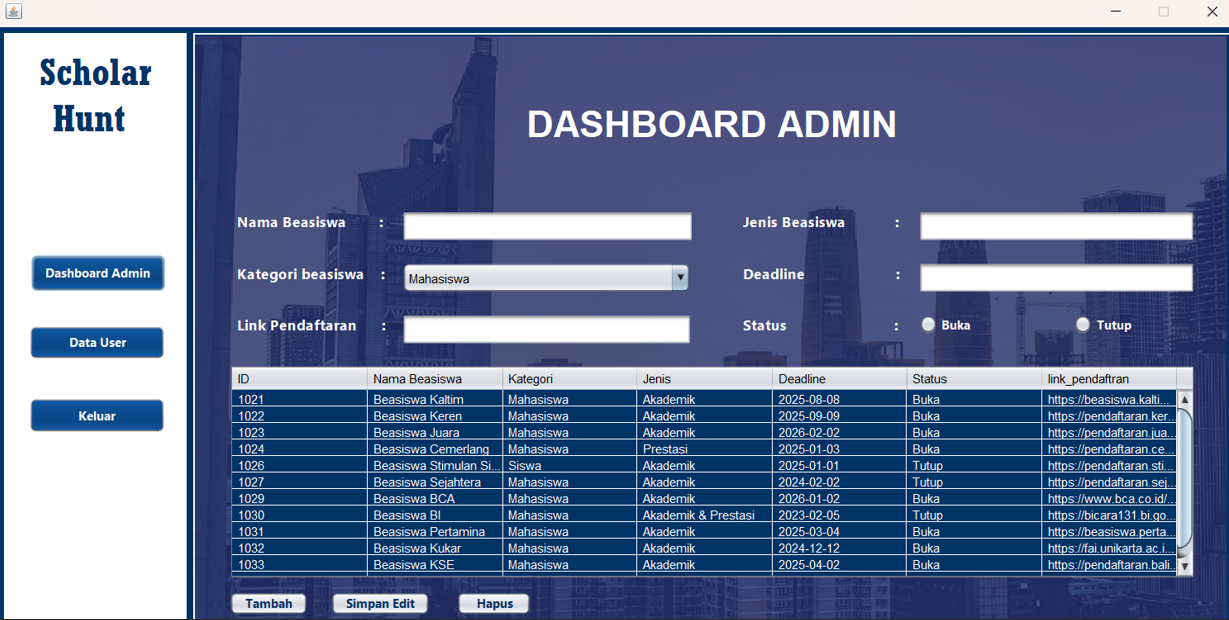 Scholar
Hunt
Dashboard Admin
Data User
Keluar
DASHBOARD ADMIN
Nama Beasiswa :
Jenis Beasiswa :
Kategori beasiswa : Mahasiswa
Deadline :
Link Pendaftaran :
Status : Buka Tutup
ID Nama Beasiswa Kategori Jenis Deadline Status link_pendaftran
1021 Beasiswa Kaltim Mahasiswa Akademik 2025-08-08 Buka https://beasiswa.kalti...
1022 Beasiswa Keren Mahasiswa Akademik 2025-09-09 Buka https://pendaftaran.ker...
1023 Beasiswa Juara Mahasiswa Akademik 2026-02-02 Buka https://pendaftaran.jua...
1024 Beasiswa Cemerlang Mahasiswa Prestasi 2025-01-03 Buka https://pendaftaran.ce...
1026 Beasiswa Stimulan Si... Siswa Akademik 2025-01-01 Tutup https://pendaftaran.sti...
1027 Beasiswa Sejahtera Mahasiswa Akademik 2024-02-02 Tutup https://pendaftaran.sej...
1029 Beasiswa BCA Mahasiswa Akademik 2026-01-02 Buka https://www.bca.co.id/...
1030 Beasiswa BI Mahasiswa Akademik & Prestasi 2023-02-05 Tutup https://bicara131.bi.go...
1031 Beasiswa Pertamina Mahasiswa Akademik 2025-03-04 Buka https://beasiswa.perta...
1032 Beasiswa Kukar Mahasiswa Akademik 2024-12-12 Buka https://fai.unikarta.ac.i...
1033 Beasiswa KSE Mahasiswa Akademik 2025-04-02 Buka https://pendaftaran.bali...
Tambah
Simpan Edit
Hapus